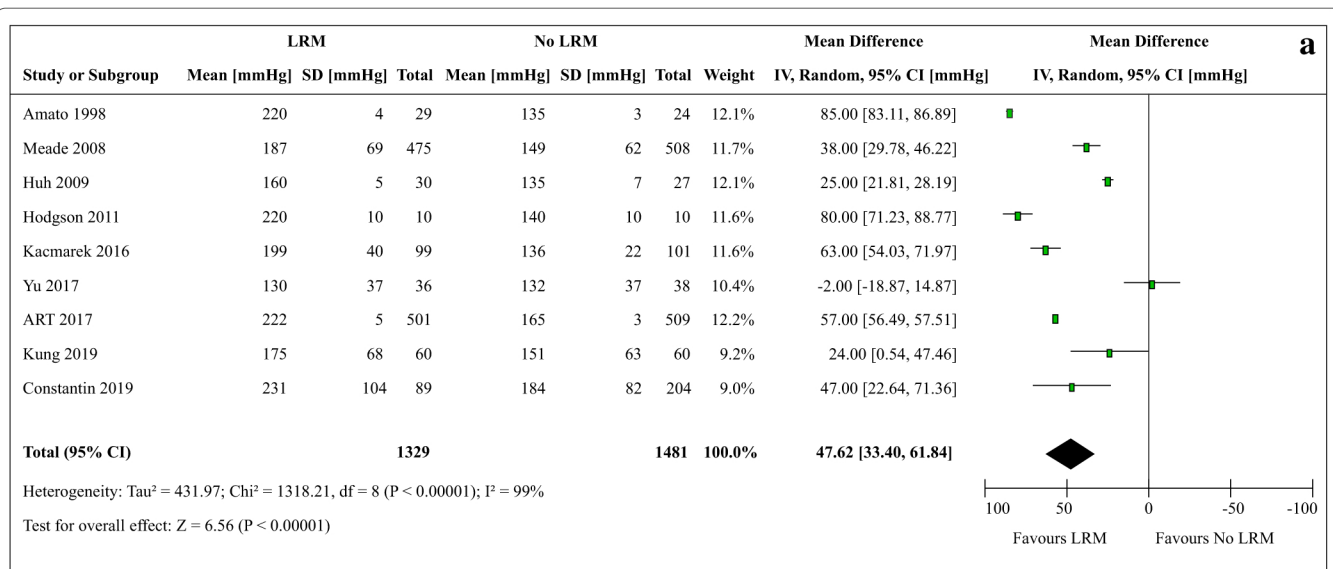 LRM No LRM Mean Difference Mean Difference a
Study or Subgroup Mean [mmHg] SD [mmHg] Total Mean [mmHg] SD [mmHg] Total Weight IV, Random, 95% CI [mmHg] IV, Random, 95% CI [mmHg]
Amato 1998 220 4 29 135 3 24 12.1% 85.00 [83.11, 86.89]
Meade 2008 187 69 475 149 62 508 11.7% 38.00 [29.78, 46.22]
Huh 2009 160 5 30 135 7 27 12.1% 25.00 [21.81, 28.19]
Hodgson 2011 220 10 10 140 10 10 11.6% 80.00 [71.23, 88.77]
Kacmarek 2016 199 40 99 136 22 101 11.6% 63.00 [54.03, 71.97]
Yu 2017 130 37 36 132 37 38 10.4% -2.00 [-18.87, 14.87]
ART 2017 222 5 501 165 3 509 12.2% 57.00 [56.49, 57.51]
Kung 2019 175 68 60 151 63 60 9.2% 24.00 [0.54, 47.46]
Constantin 2019 231 104 89 184 82 204 9.0% 47.00 [22.64, 71.36]
Total (95% CI) 1329 1481 100.0% 47.62 [33.40, 61.84]
Heterogeneity: Tau² = 431.97; Chi² = 1318.21, df = 8 (P < 0.00001); I² = 99%
Test for overall effect: Z = 6.56 (P < 0.00001)
100 50 0 -50 -100
Favours LRM Favours No LRM